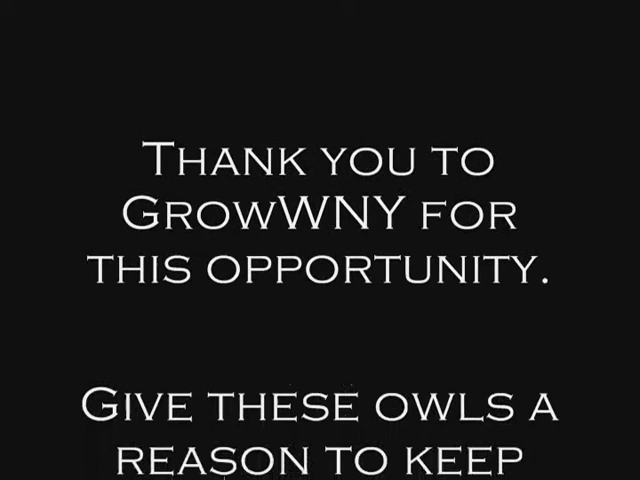 THANK YOU TO
GROWWNY FOR
THIS OPPORTUNITY.
GIVE THESE OWLS A
REASON TO KEEP